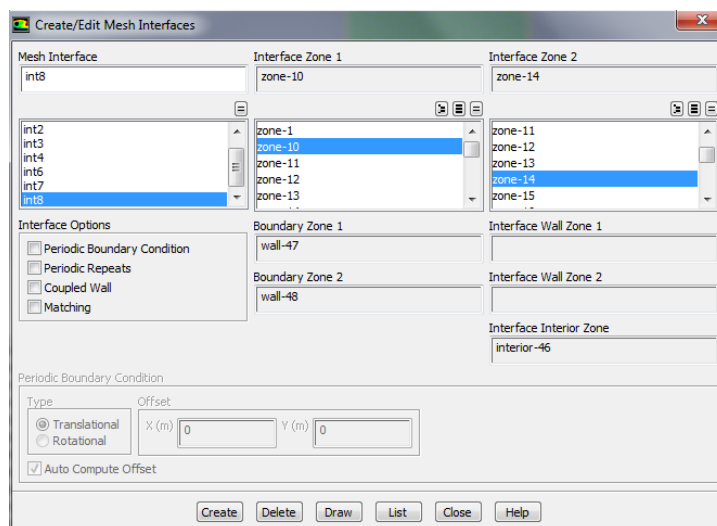 Create/Edit Mesh Interfaces
Mesh Interface
Interface Zone 1
Interface Zone 2
int8
zone-10
zone-14
int2
int3
int4
int6
int7
int8
zone-1
zone-10
zone-11
zone-12
zone-13
zone-11
zone-12
zone-13
zone-14
zone-15
Interface Options
Periodic Boundary Condition
Periodic Repeats
Coupled Wall
Matching
Boundary Zone 1
wall-47
Boundary Zone 2
wall-48
Interface Wall Zone 1
Interface Wall Zone 2
Interface Interior Zone
interior-46
Periodic Boundary Condition
Type
Translational
Rotational
Offset
X (m) 0
Y (m) 0
Auto Compute Offset
Create Delete Draw List Close Help